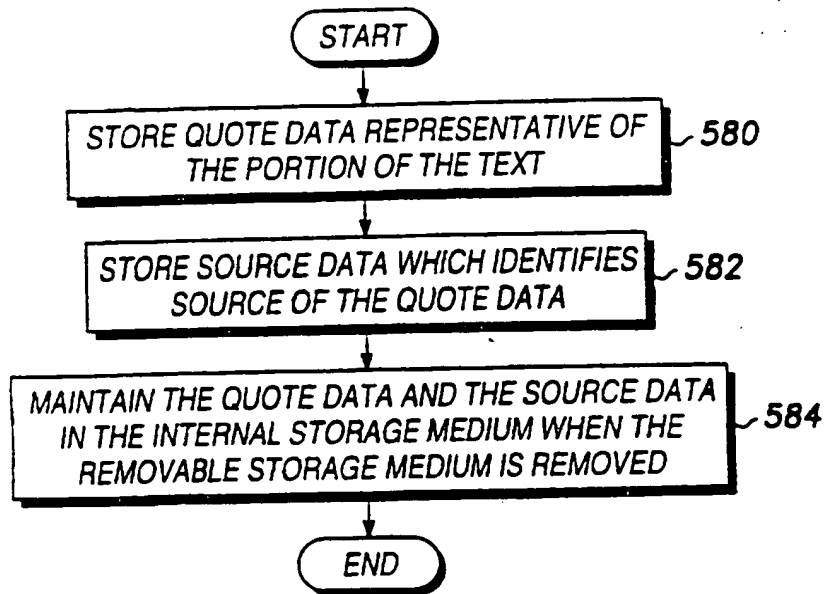 START
STORE QUOTE DATA REPRESENTATIVE OF
THE PORTION OF THE TEXT
580
STORE SOURCE DATA WHICH IDENTIFIES
SOURCE OF THE QUOTE DATA
582
MAINTAIN THE QUOTE DATA AND THE SOURCE DATA
IN THE INTERNAL STORAGE MEDIUM WHEN THE
REMOVABLE STORAGE MEDIUM IS REMOVED
584
END